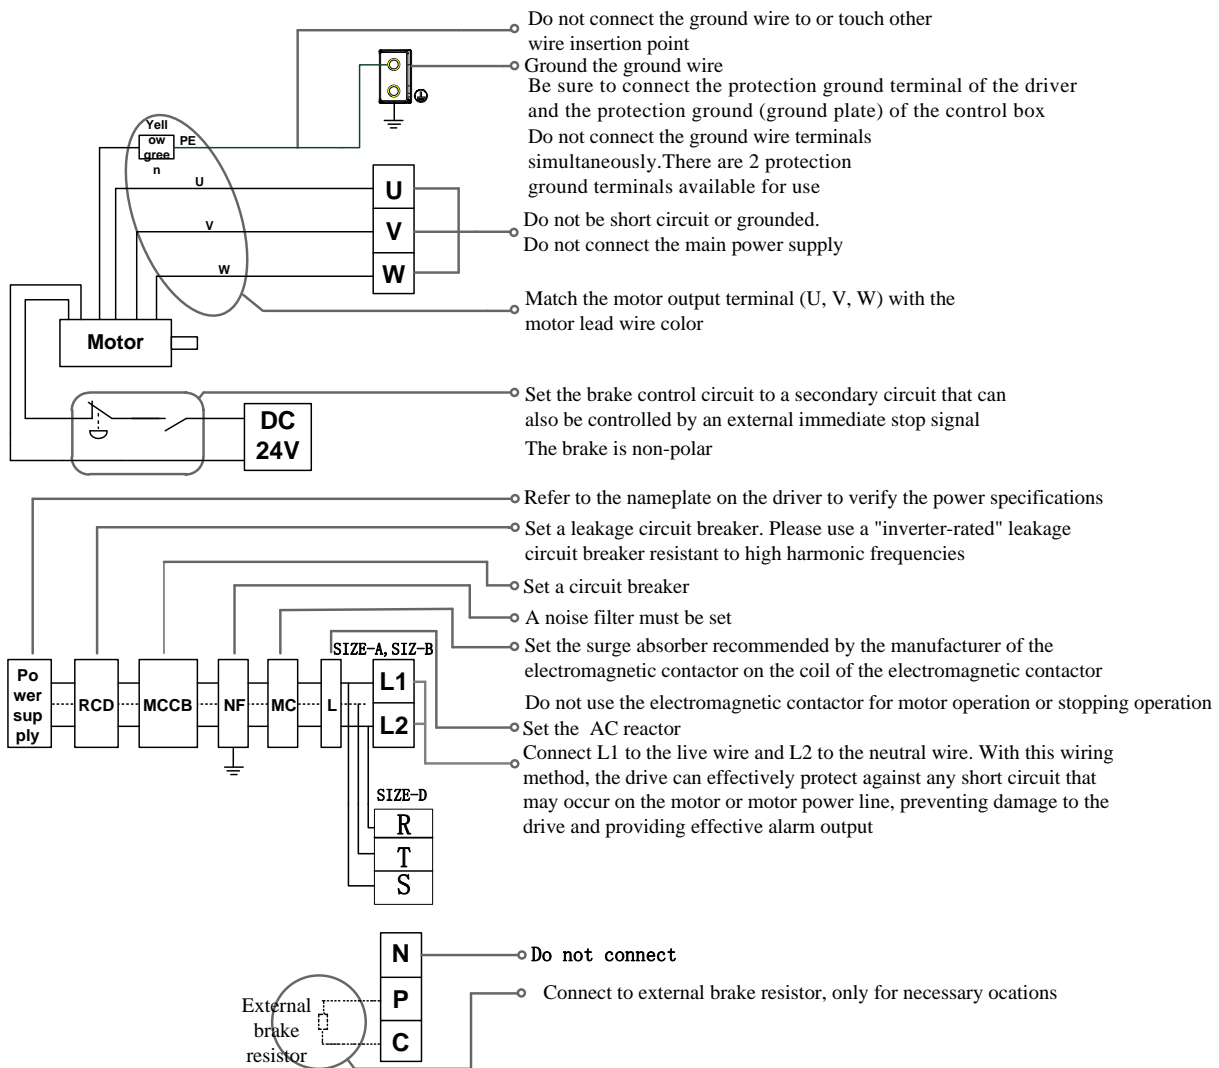 Do not connect the ground wire to or touch other
wire insertion point
Ground the ground wire
Be sure to connect the protection ground terminal of the driver
and the protection ground (ground plate) of the control box
Do not connect the ground wire terminals
simultaneously.There are 2 protection
ground terminals available for use
Yell
ow
gree
n
PE
U
V
W
U
V
W
Do not be short circuit or grounded.
Do not connect the main power supply
Match the motor output terminal (U, V, W) with the
motor lead wire color
Motor
DC
24V
Set the brake control circuit to a secondary circuit that can
also be controlled by an external immediate stop signal
The brake is non-polar
Refer to the nameplate on the driver to verify the power specifications
Set a leakage circuit breaker. Please use a "inverter-rated" leakage
circuit breaker resistant to high harmonic frequencies
Set a circuit breaker
A noise filter must be set
Set the surge absorber recommended by the manufacturer of the
electromagnetic contactor on the coil of the electromagnetic contactor
Do not use the electromagnetic contactor for motor operation or stopping operation
Set the AC reactor
Connect L1 to the live wire and L2 to the neutral wire. With this wiring
method, the drive can effectively protect against any short circuit that
may occur on the motor or motor power line, preventing damage to the
drive and providing effective alarm output
SIZE-A, SIZ-B
Po
wer
sup
ply
RCD
MCCB
NF
MC
L
L1
L2
SIZE-D
R
T
S
N
P
C
Do not connect
Connect to external brake resistor, only for necessary ocations
External
brake
resistor